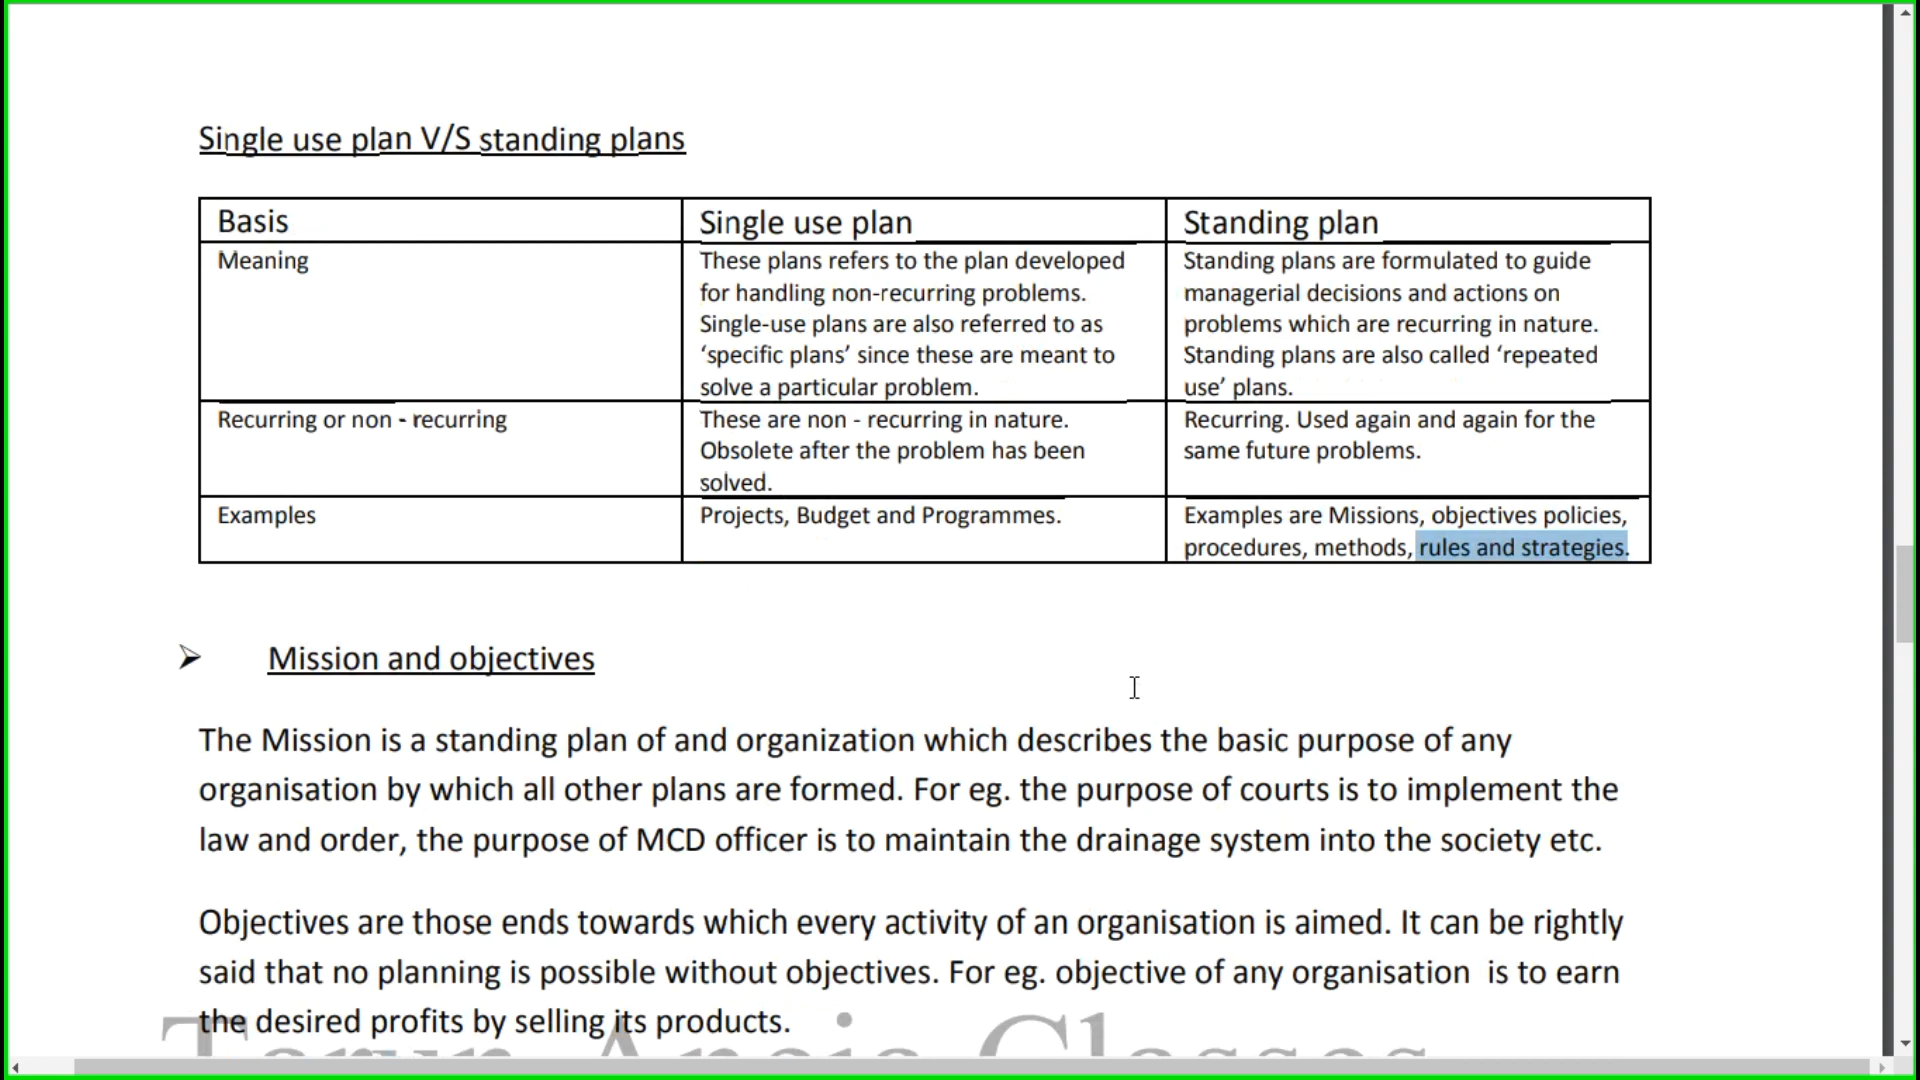 Single use plan V/S standing plans
Basis
Single use plan
Standing plan
Meaning
These plans refers to the plan developed
for handling non-recurring problems.
Single-use plans are also referred to as
‘specific plans’ since these are meant to
solve a particular problem.
Standing plans are formulated to guide
managerial decisions and actions on
problems which are recurring in nature.
Standing plans are also called ‘repeated
use’ plans.
Recurring or non - recurring
These are non - recurring in nature.
Obsolete after the problem has been
solved.
Recurring. Used again and again for the
same future problems.
Examples
Projects, Budget and Programmes.
Examples are Missions, objectives policies,
procedures, methods, rules and strategies.
Mission and objectives
The Mission is a standing plan of and organization which describes the basic purpose of any
organisation by which all other plans are formed. For eg. the purpose of courts is to implement the
law and order, the purpose of MCD officer is to maintain the drainage system into the society etc.
Objectives are those ends towards which every activity of an organisation is aimed. It can be rightly
said that no planning is possible without objectives. For eg. objective of any organisation is to earn
the desired profits by selling its products.
Classes